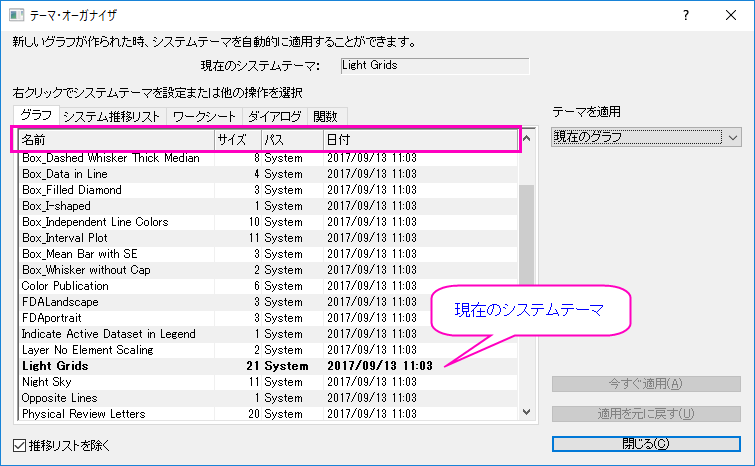 テーマ・オーガナイザ
新しいグラフが作られた時、システムテーマを自動的に適用することができます。
現在のシステムテーマ: Light Grids
右クリックでシステムテーマを設定または他の操作を選択
グラフ システム推移リスト ワークシート ダイアログ 関数
テーマを適用
現在のグラフ
名前 サイズ パス 日付
Box_Dashed Whisker Thick Median 8 System 2017/09/13 11:03
Box_Data in Line 4 System 2017/09/13 11:03
Box_Filled Diamond 3 System 2017/09/13 11:03
Box_I-shaped 1 System 2017/09/13 11:03
Box_Independent Line Colors 10 System 2017/09/13 11:03
Box_Interval Plot 11 System 2017/09/13 11:03
Box_Mean Bar with SE 3 System 2017/09/13 11:03
Box_Whisker without Cap 2 System 2017/09/13 11:03
Color Publication 6 System 2017/09/13 11:03
FDALandscape 3 System 2017/09/13 11:03
FDAportrait 3 System 2017/09/13 11:03
Indicate Active Dataset in Legend 1 System 2017/09/13 11:03
Layer No Element Scaling 2 System 2017/09/13 11:03
Light Grids 21 System 2017/09/13 11:03
Night Sky 11 System 2017/09/13 11:03
Opposite Lines 1 System 2017/09/13 11:03
Physical Review Letters 20 System 2017/09/13 11:03
現在のシステムテーマ
今すぐ適用(A)
適用を元に戻す(U)
閉じる(C)
推移リストを除く